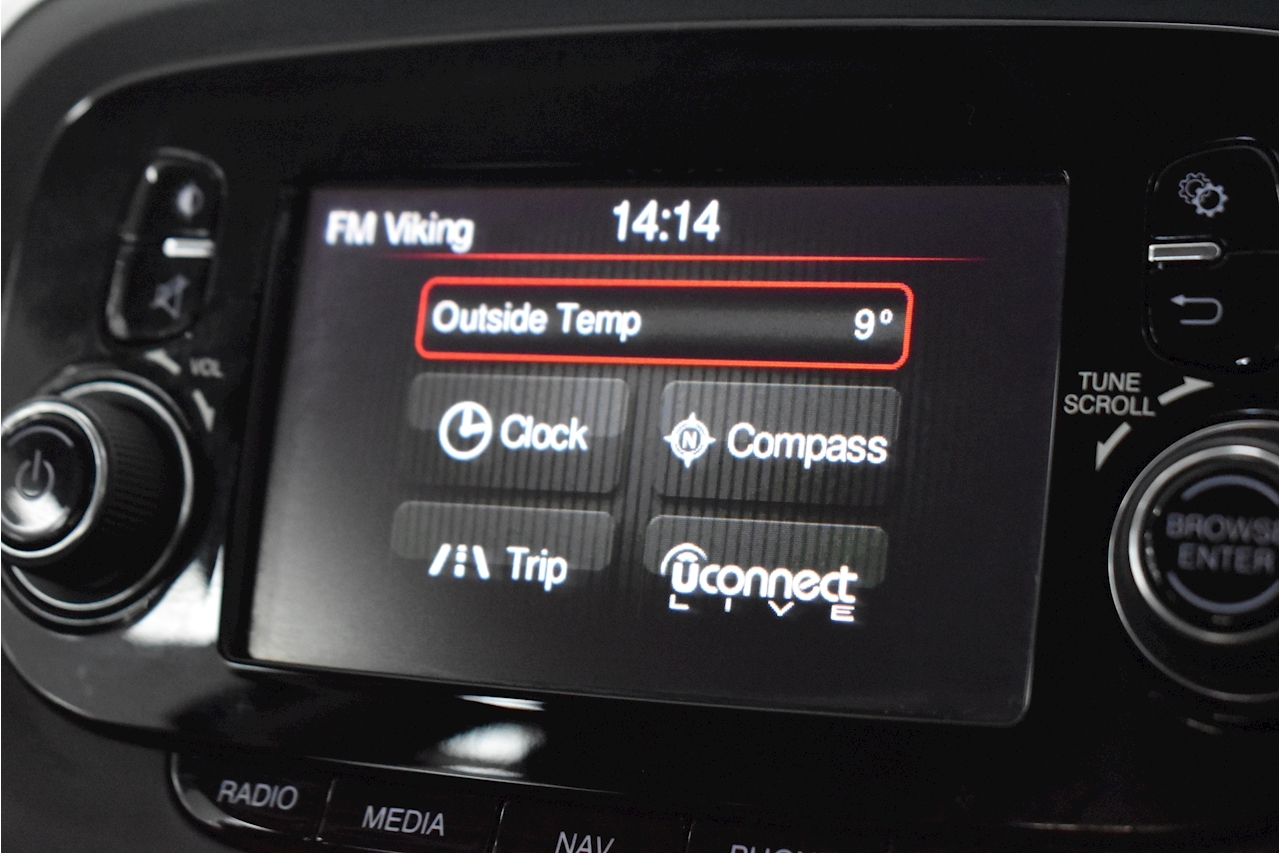 FM Viking 14:14
Outside Temp 9°
VOL
Clock
N Compass
TUNE
SCROLL
Trip
uconnect
LIVE
BROWSE
ENTER
RADIO
MEDIA
NAV